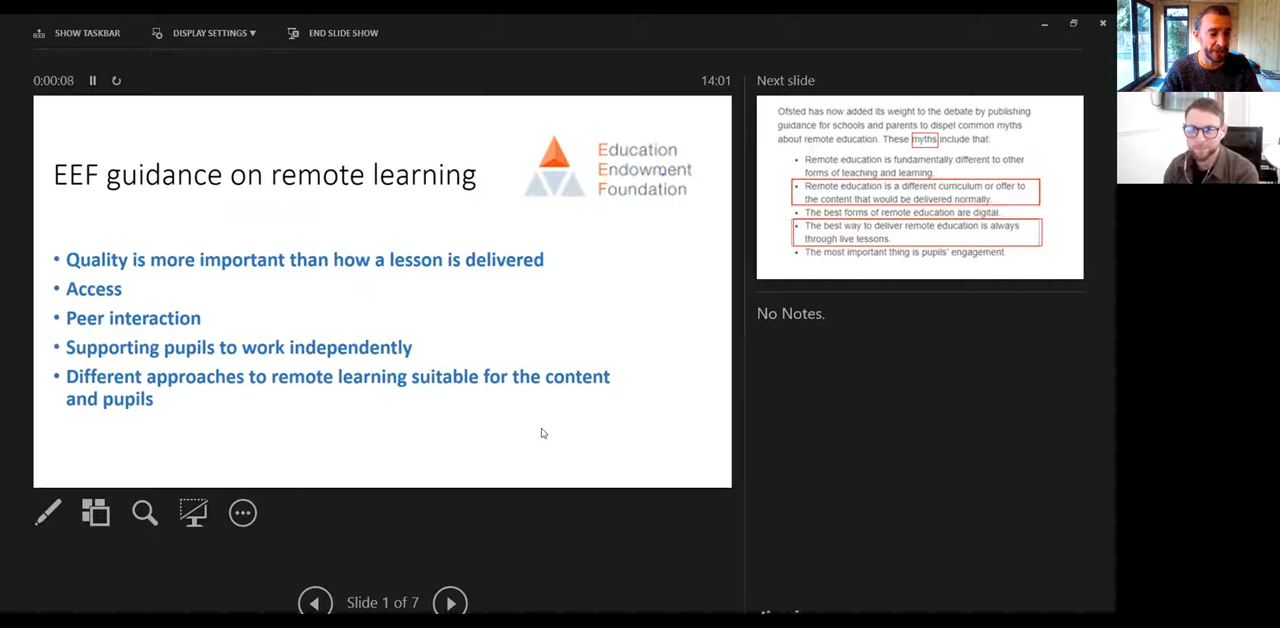 SHOW TASKBAR
DISPLAY SETTINGS ▾
END SLIDE SHOW
0:00:08
14:01
EEF guidance on remote learning
Education
Endowment
Foundation
• Quality is more important than how a lesson is delivered
• Access
• Peer interaction
• Supporting pupils to work independently
• Different approaches to remote learning suitable for the content
and pupils
Slide 1 of 7
Next slide
Ofsted has now added its weight to the debate by publishing
guidance for schools and parents to dispel common myths
about remote education. These myths include that:
• Remote education is fundamentally different to other
forms of teaching and learning.
• Remote education is a different curriculum or offer to
the content that would be delivered normally.
• The best forms of remote education are digital.
• The best way to deliver remote education is always
through live lessons.
• The most important thing is pupils' engagement.
No Notes.